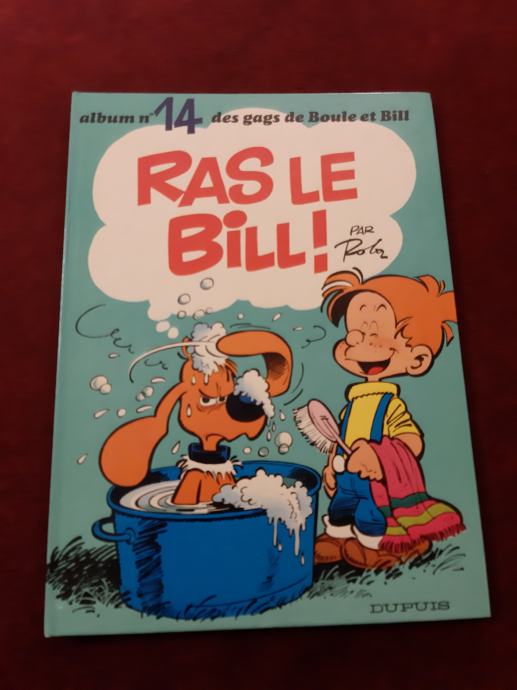 album n° 14 des gags de Boule et Bill
RAS LE
BiLL!
PAR
Roba
DUPUIS